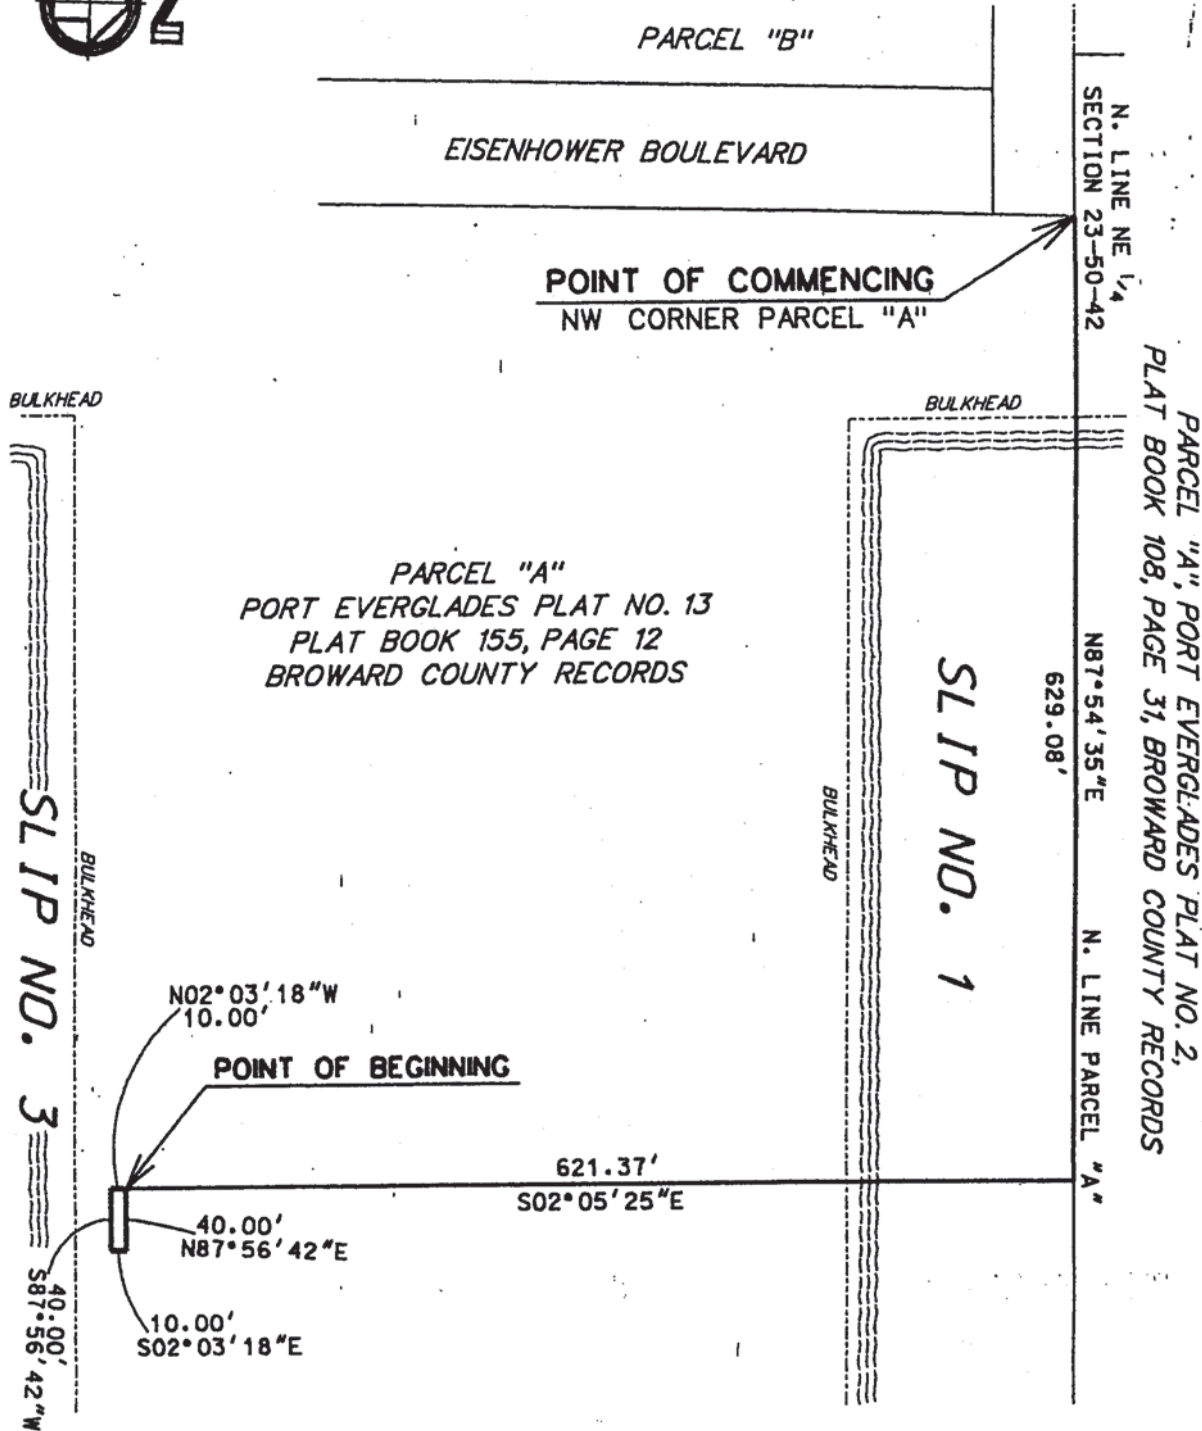 N
PARCEL "B"
EISENHOWER BOULEVARD
N. LINE NE 1/4
SECTION 23-50-42
POINT OF COMMENCING
NW CORNER PARCEL "A"
PARCEL "A", PORT EVERGLADES PLAT NO. 2,
PLAT BOOK 108, PAGE 31, BROWARD COUNTY RECORDS
BULKHEAD
BULKHEAD
PARCEL "A"
PORT EVERGLADES PLAT NO. 13
PLAT BOOK 155, PAGE 12
BROWARD COUNTY RECORDS
SLIP NO. 1
N87°54'35"E
629.08'
BULKHEAD
BULKHEAD
SLIP NO. 3
N. LINE PARCEL "A"
N02°03'18"W
10.00'
POINT OF BEGINNING
621.37'
S02°05'25"E
40.00'
N87°56'42"E
40.00'
S87°56'42"W
10.00'
S02°03'18"E